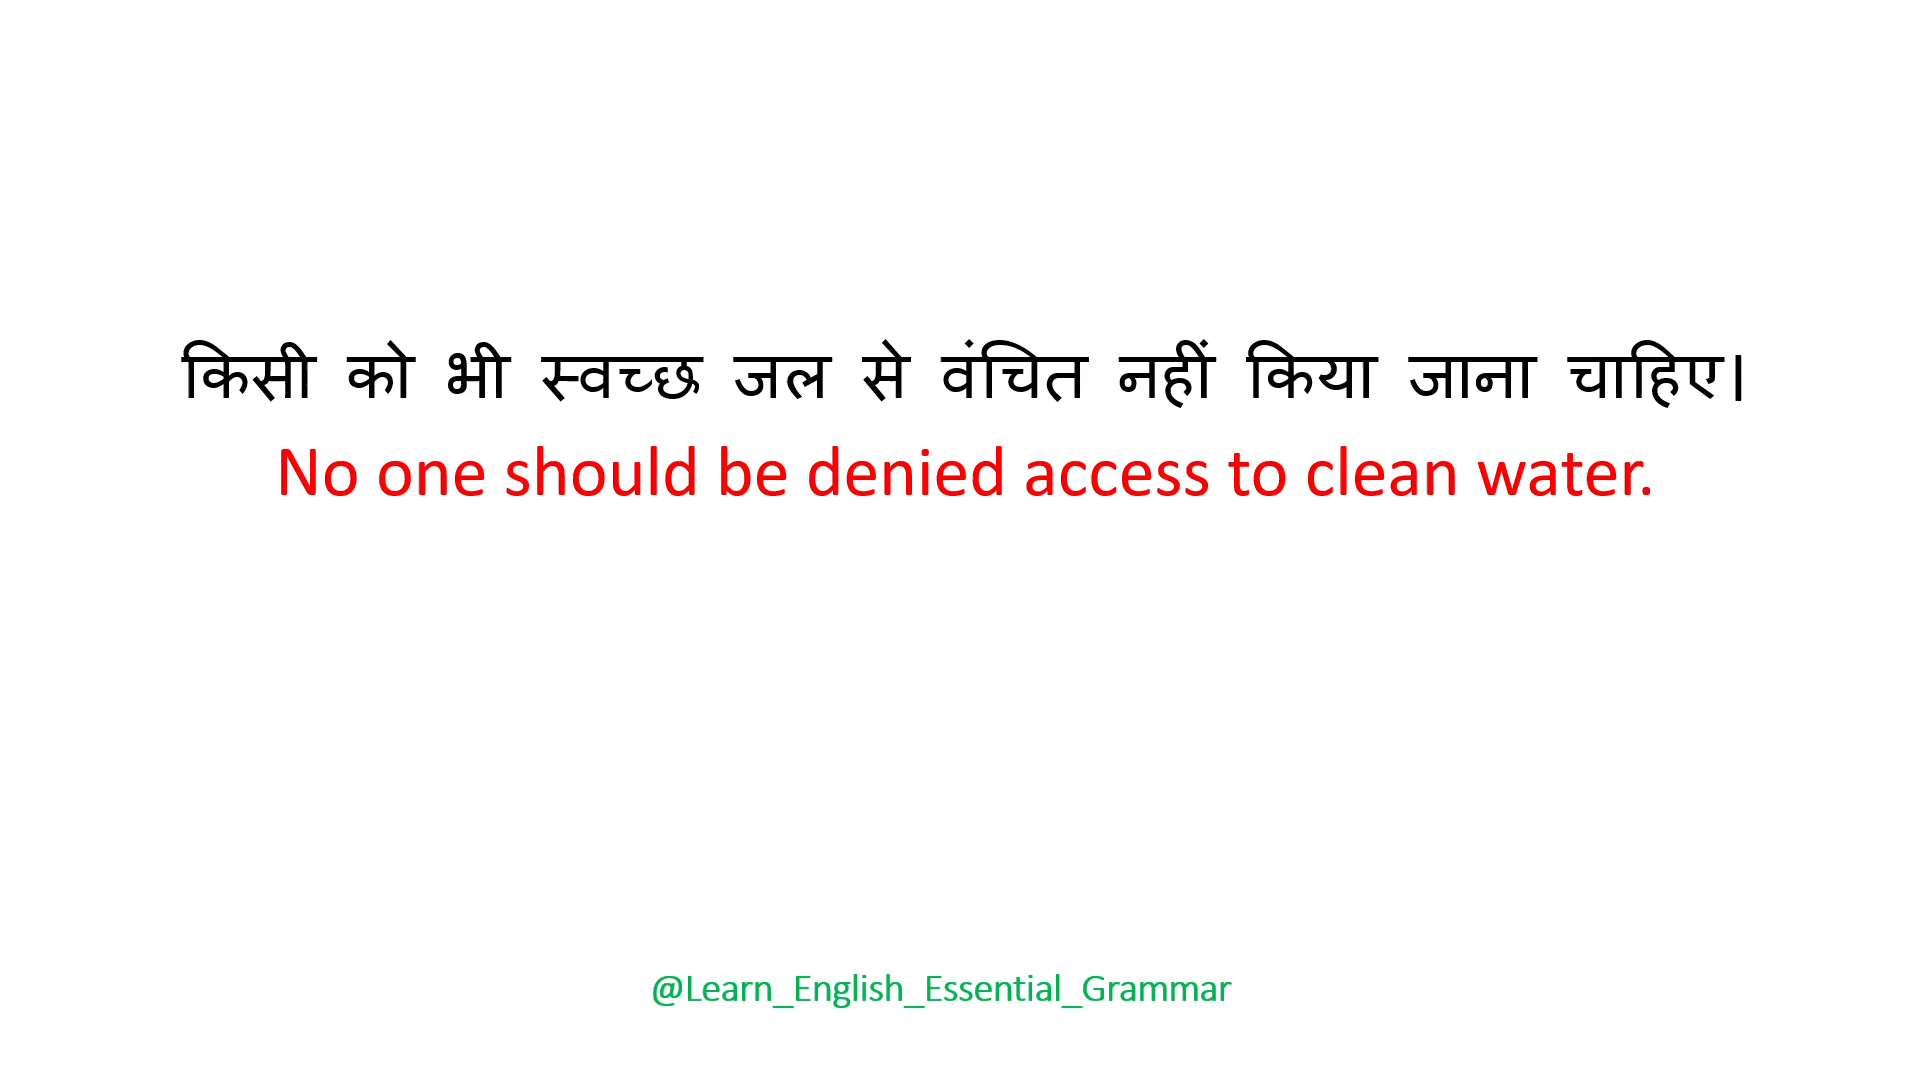 किसी को भी स्वच्छ जल से वंचित नहीं किया जाना चाहिए।
No one should be denied access to clean water.
@Learn_English_Essential_Grammar